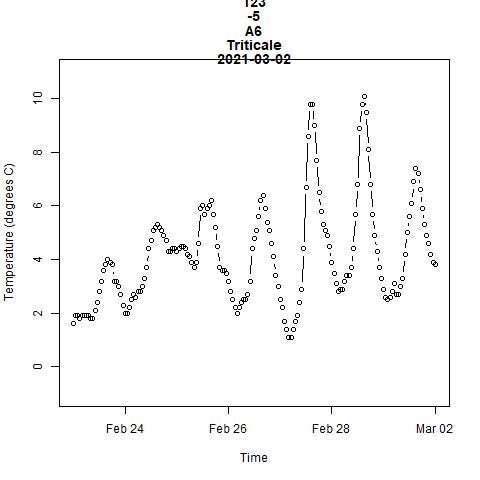 123
-5
A6
Triticale
2021-03-02
Temperature (degrees C)
10
8
6
4
2
0
Feb 24
Feb 26
Feb 28
Mar 02
Time